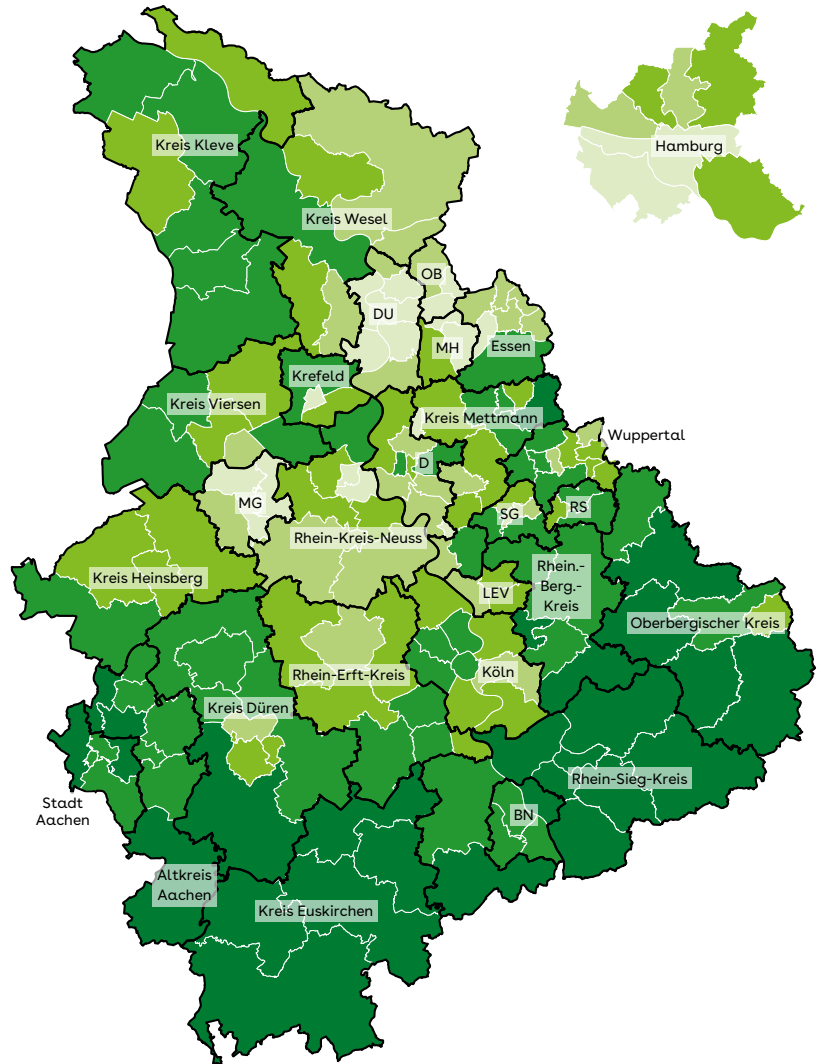 Kreis Kleve
Hamburg
Kreis Wesel
OB
DU
MH
Essen
Krefeld
Kreis Viersen
Kreis Mettmann
Wuppertal
D
MG
SG
RS
Rhein-Kreis-Neuss
Kreis Heinsberg
LEV
Rhein.-
Berg.-
Kreis
Oberbergischer Kreis
Rhein-Erft-Kreis
Köln
Kreis Düren
Rhein-Sieg-Kreis
Stadt
Aachen
BN
Altkreis
Aachen
Kreis Euskirchen